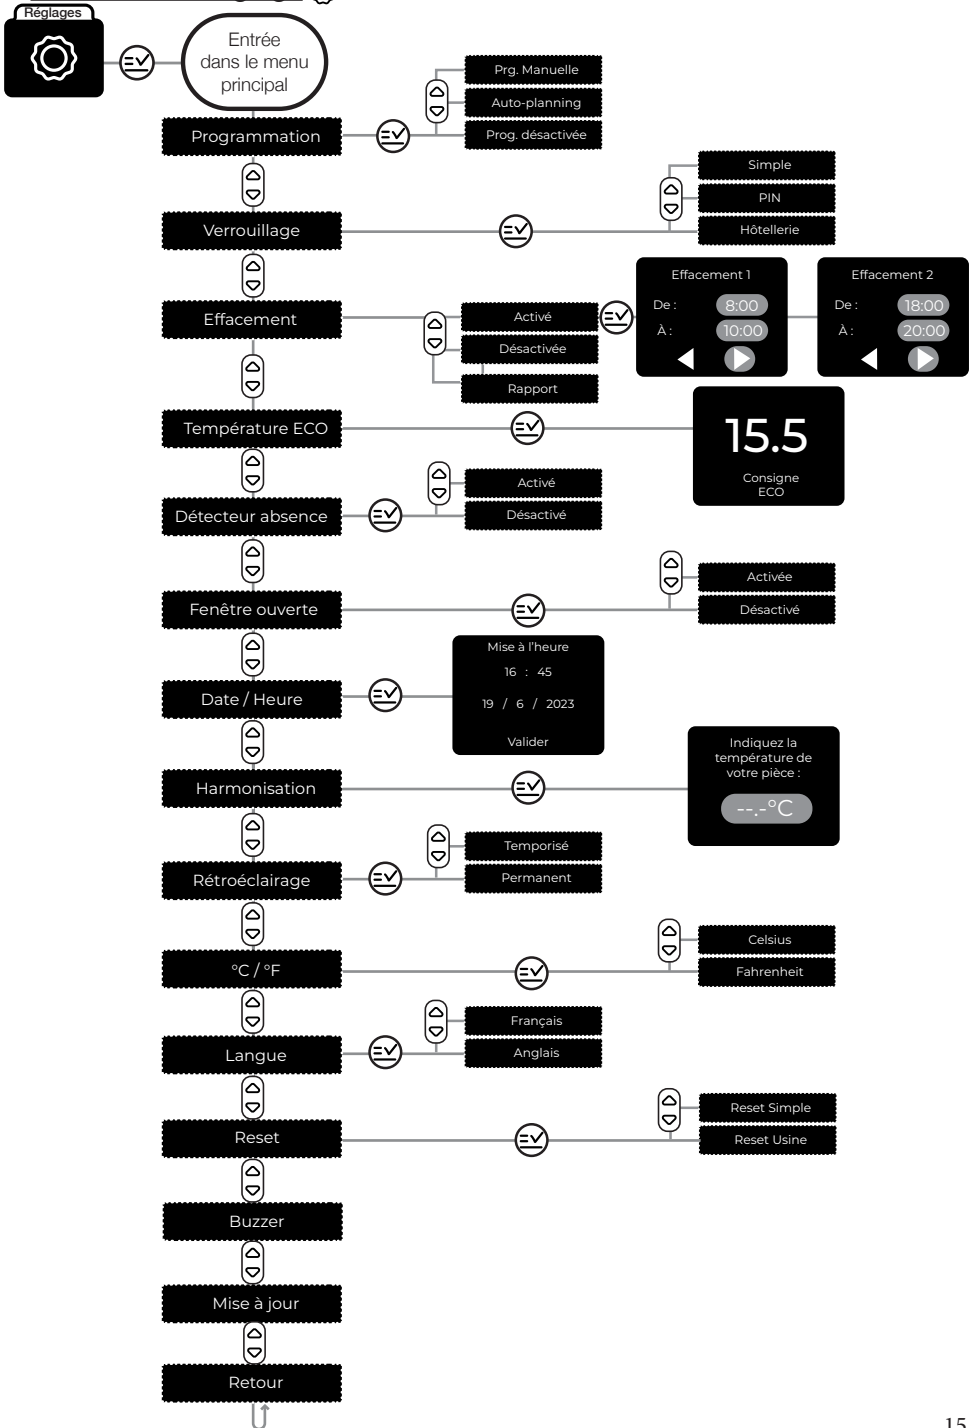 Réglages
Entrée
dans le menu
principal
Programmation
Prg. Manuelle
Auto-planning
Prog. désactivée
Verrouillage
Simple
PIN
Hôtellerie
Effacement
Activé
Désactivée
Rapport
Effacement 1
De : 8:00
À : 10:00
Effacement 2
De : 18:00
À : 20:00
Température ECO
15.5
Consigne
ECO
Détecteur absence
Activé
Désactivé
Fenêtre ouverte
Activée
Désactivé
Date / Heure
Mise à l'heure
16 : 45
19 / 6 / 2023
Valider
Harmonisation
Indiquez la
température de
votre pièce :
--.-°C
Rétroéclairage
Temporisé
Permanent
°C / °F
Celsius
Fahrenheit
Langue
Français
Anglais
Reset
Reset Simple
Reset Usine
Buzzer
Mise à jour
Retour
15